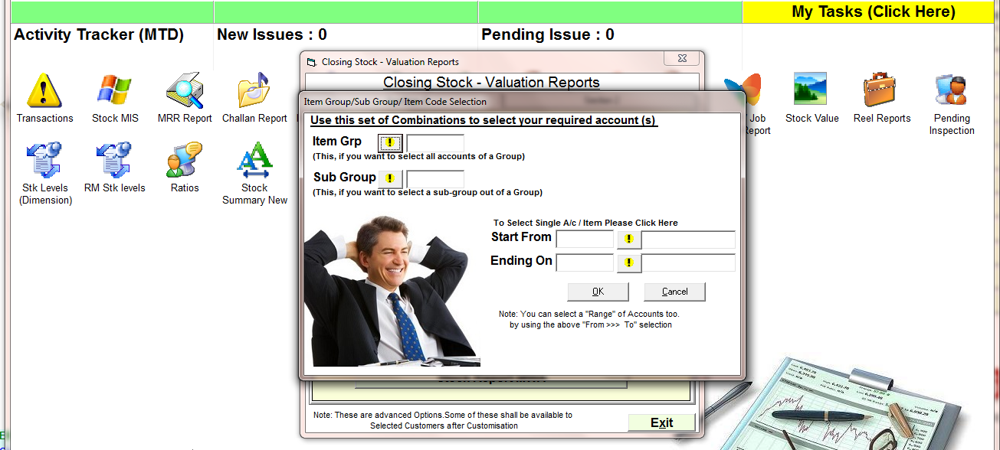 My Tasks (Click Here)
Activity Tracker (MTD)
New Issues : 0
Pending Issue : 0
Closing Stock - Valuation Reports
Closing Stock - Valuation Reports
Item Group/Sub Group/ Item Code Selection
Use this set of Combinations to select your required account (s)
Item Grp
(This, if you want to select all accounts of a Group)
Sub Group
(This, if you want to select a sub-group out of a Group)
To Select Single A/c / Item Please Click Here
Start From
Ending On
OK
Cancel
Note: You can select a "Range" of Accounts too.
by using the above "From >>> To" selection
Transactions
Stock MIS
MRR Report
Challan Report
Job
Stock Value
Reel Reports
Pending
Inspection
Stk Levels
(Dimension)
RM Stk levels
Ratios
Stock
Summary New
Note: These are advanced Options.Some of these shall be available to
Selected Customers after Customisation
Exit